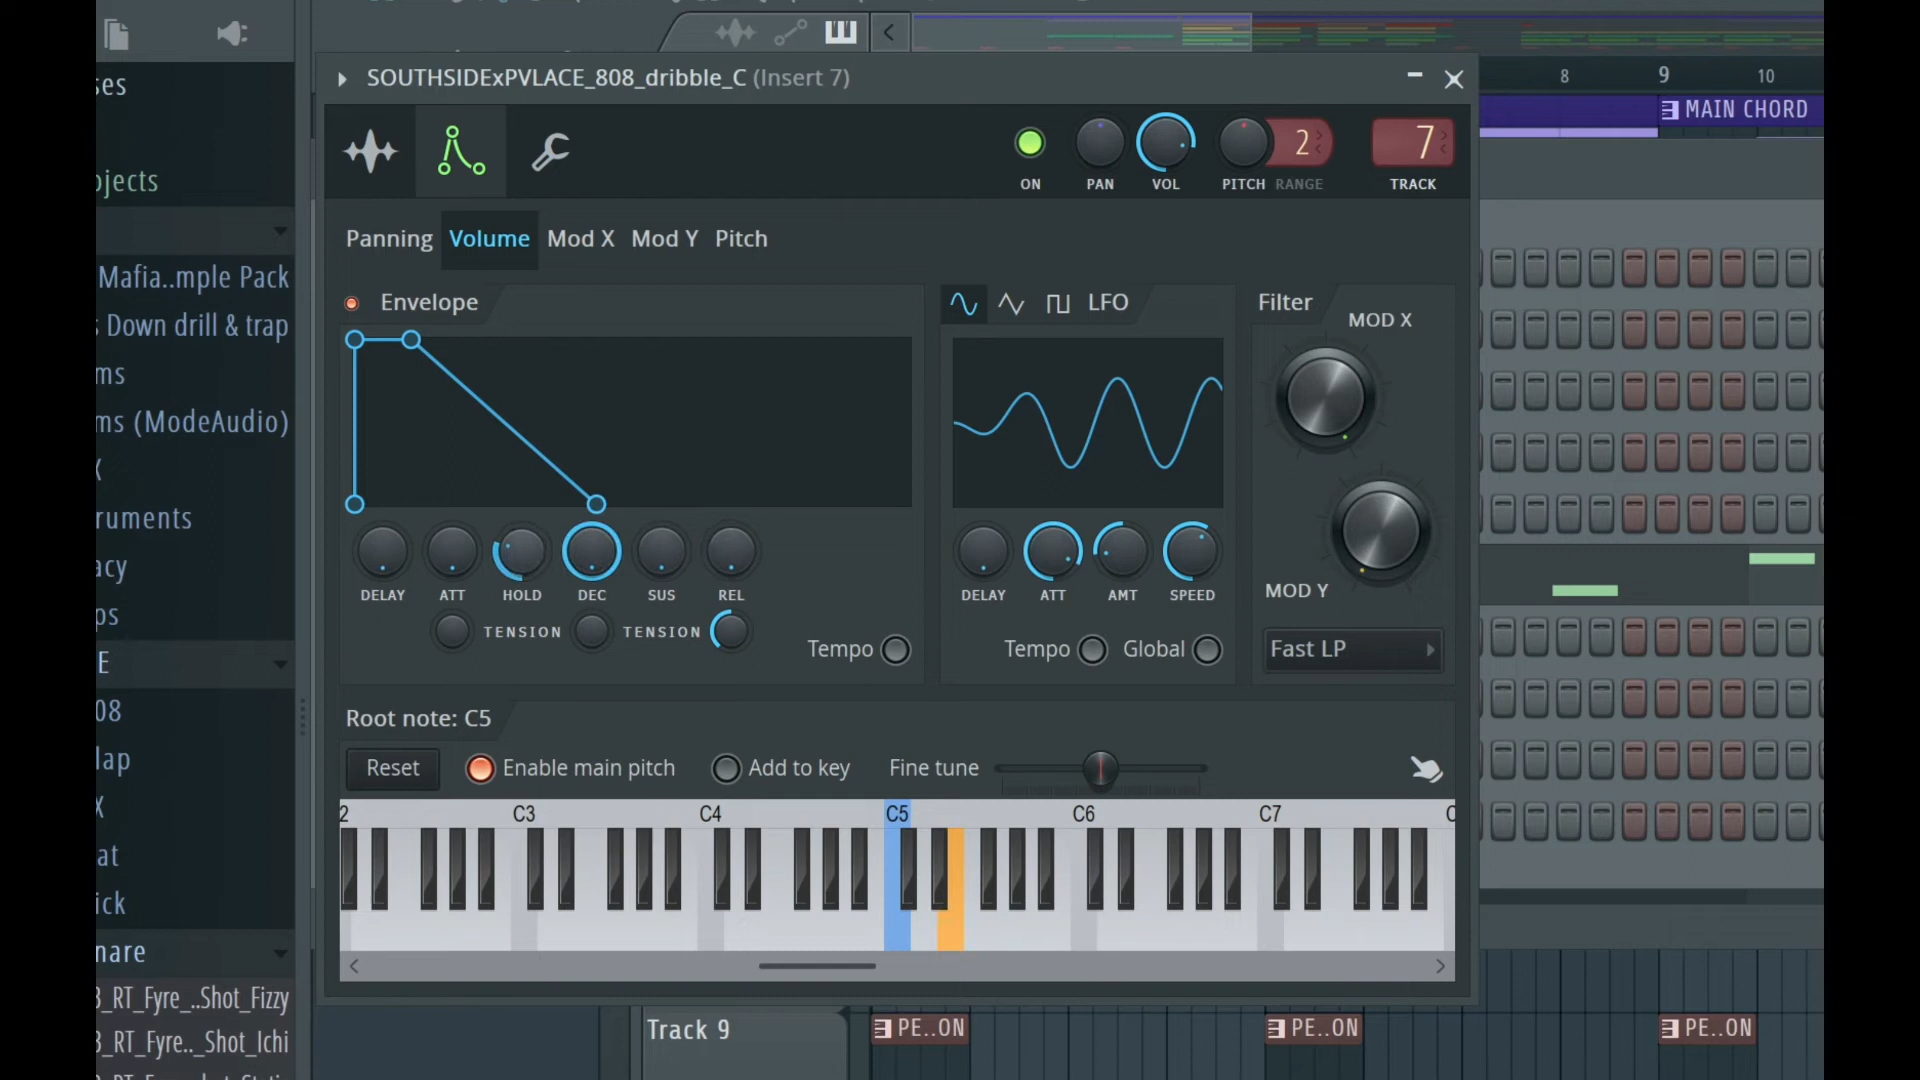 SOUTHSIDExPVLACE_808_dribble_C (Insert 7)
8 9 10
MAIN CHORD
2 7
ON PAN VOL PITCH RANGE TRACK
Panning Volume Mod X Mod Y Pitch
Envelope LFO Filter
MOD X
DELAY ATT HOLD DEC SUS REL
DELAY ATT AMT SPEED
MOD Y
TENSION TENSION
Tempo Tempo Global
Fast LP
Root note: C5
Reset Enable main pitch Add to key Fine tune
2 C3 C4 C5 C6 C7 C
Track 9
PE..ON PE..ON PE..ON
ses
ojects
Mafia..mple Pack
s Down drill & trap
ms
ms (ModeAudio)
X
ruments
acy
ps
E
08
lap
X
at
ick
nare
3_RT_Fyre_..Shot_Fizzy
3_RT_Fyre.._Shot_Ichi